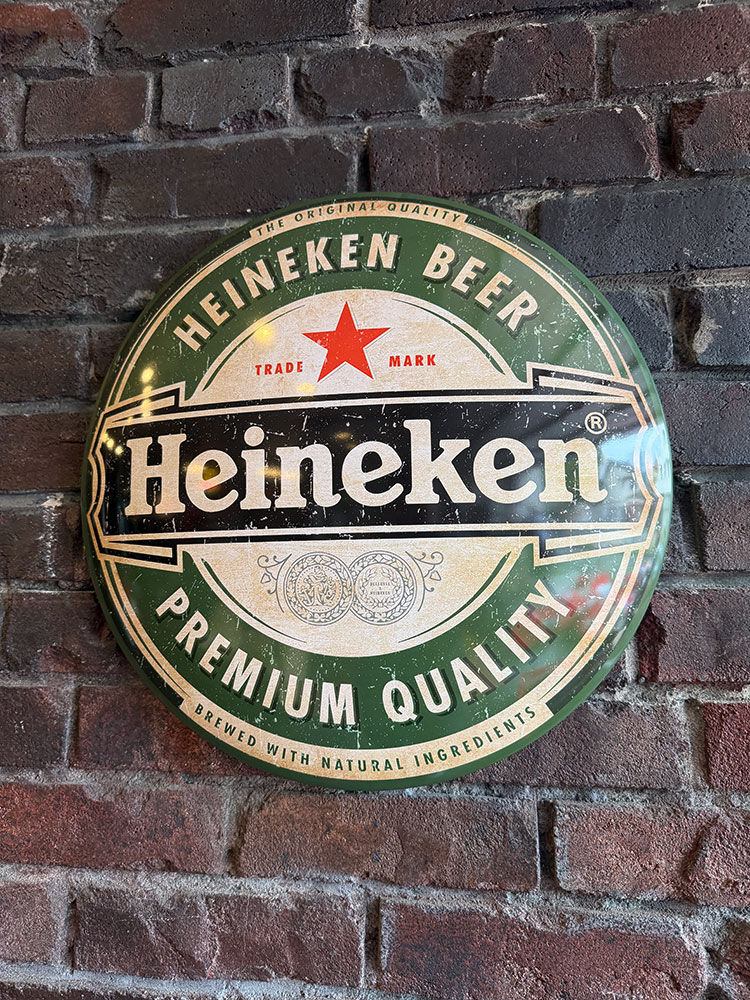 THE ORIGINAL QUALITY
HEINEKEN BEER
TRADE MARK
Heineken®
PREMIUM QUALITY
BREWED WITH NATURAL INGREDIENTS